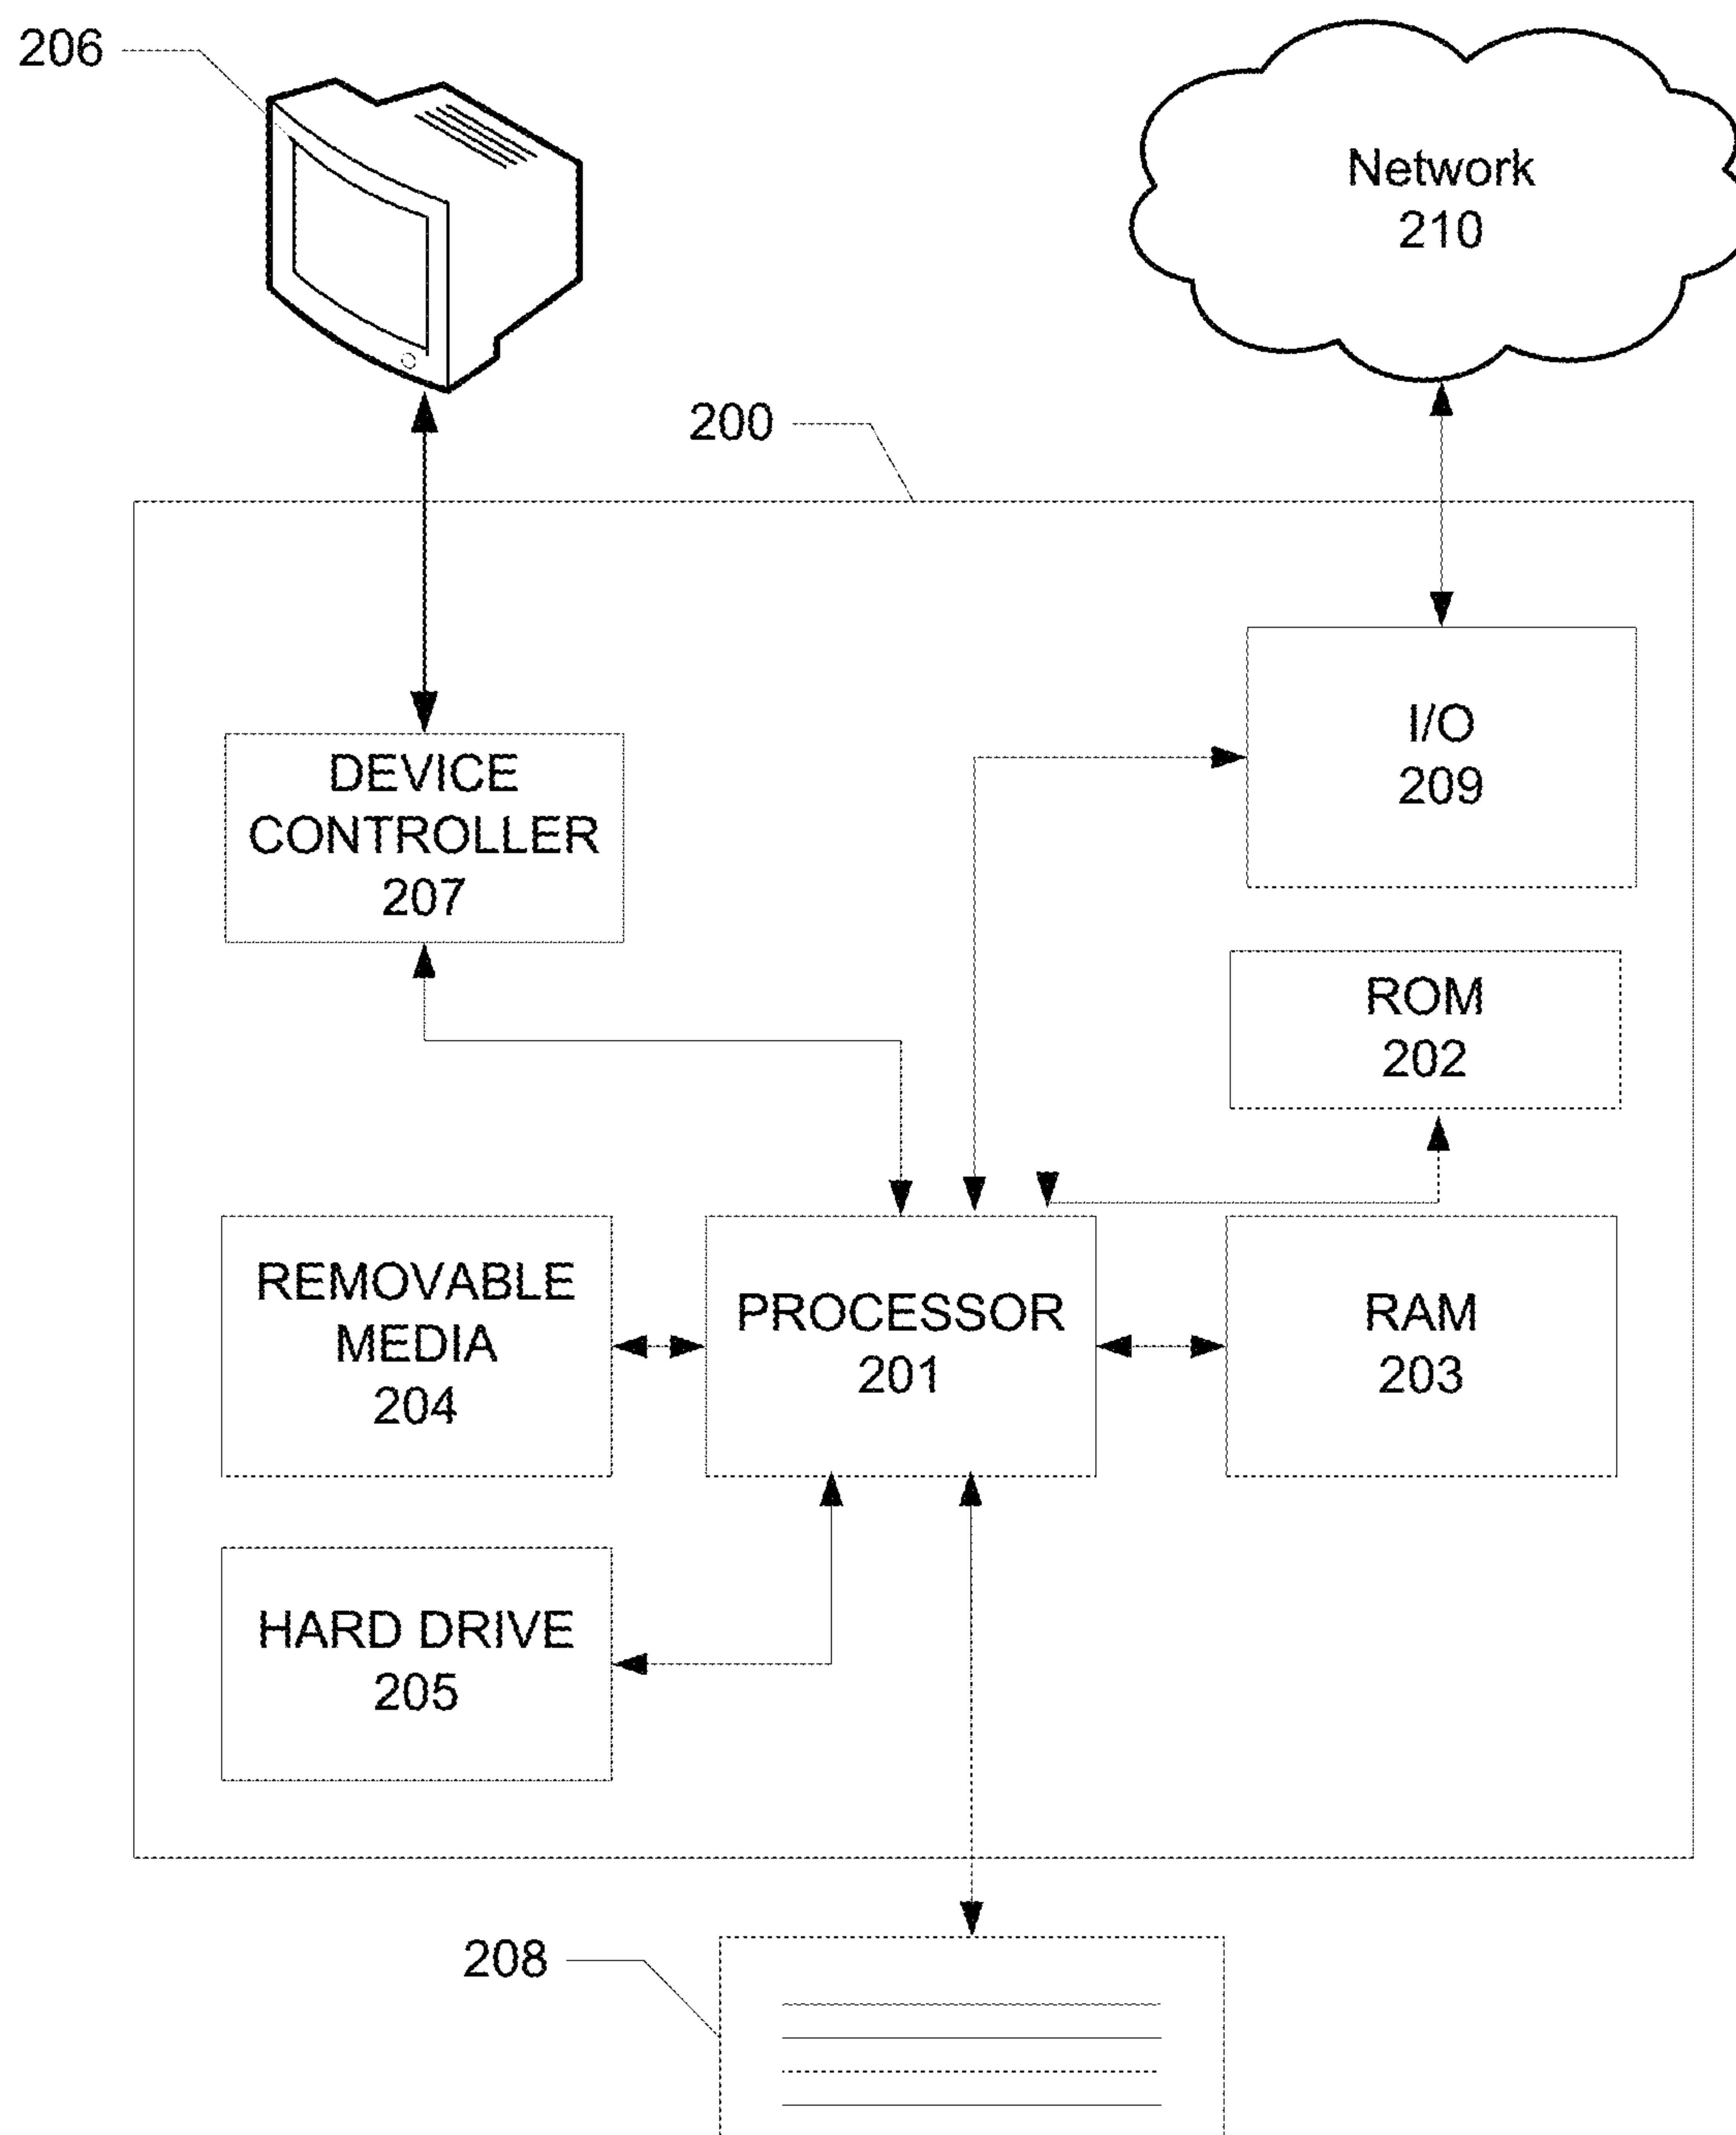 206
Network
210
200
I/O
209
DEVICE
CONTROLLER
207
ROM
202
REMOVABLE
MEDIA
204
PROCESSOR
201
RAM
203
HARD DRIVE
205
208